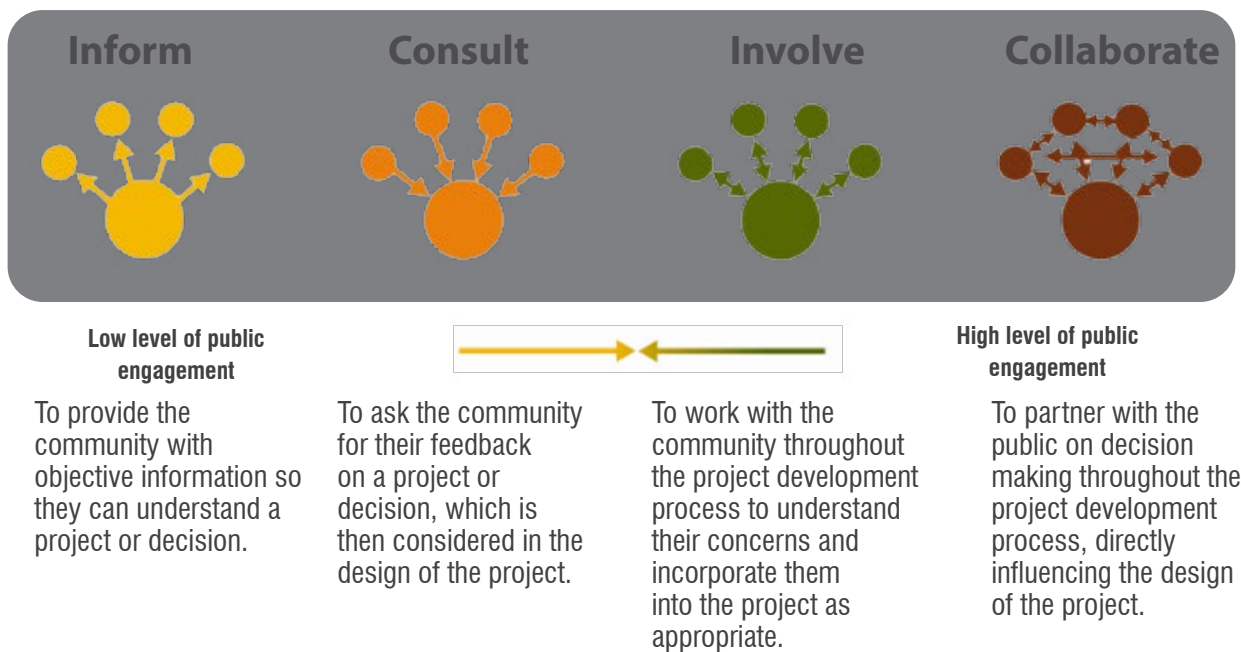 Inform
Consult
Involve
Collaborate
Low level of public
engagement
High level of public
engagement
To provide the
community with
objective information so
they can understand a
project or decision.
To ask the community
for their feedback
on a project or
decision, which is
then considered in the
design of the project.
To work with the
community throughout
the project development
process to understand
their concerns and
incorporate them
into the project as
appropriate.
To partner with the
public on decision
making throughout the
project development
process, directly
influencing the design
of the project.